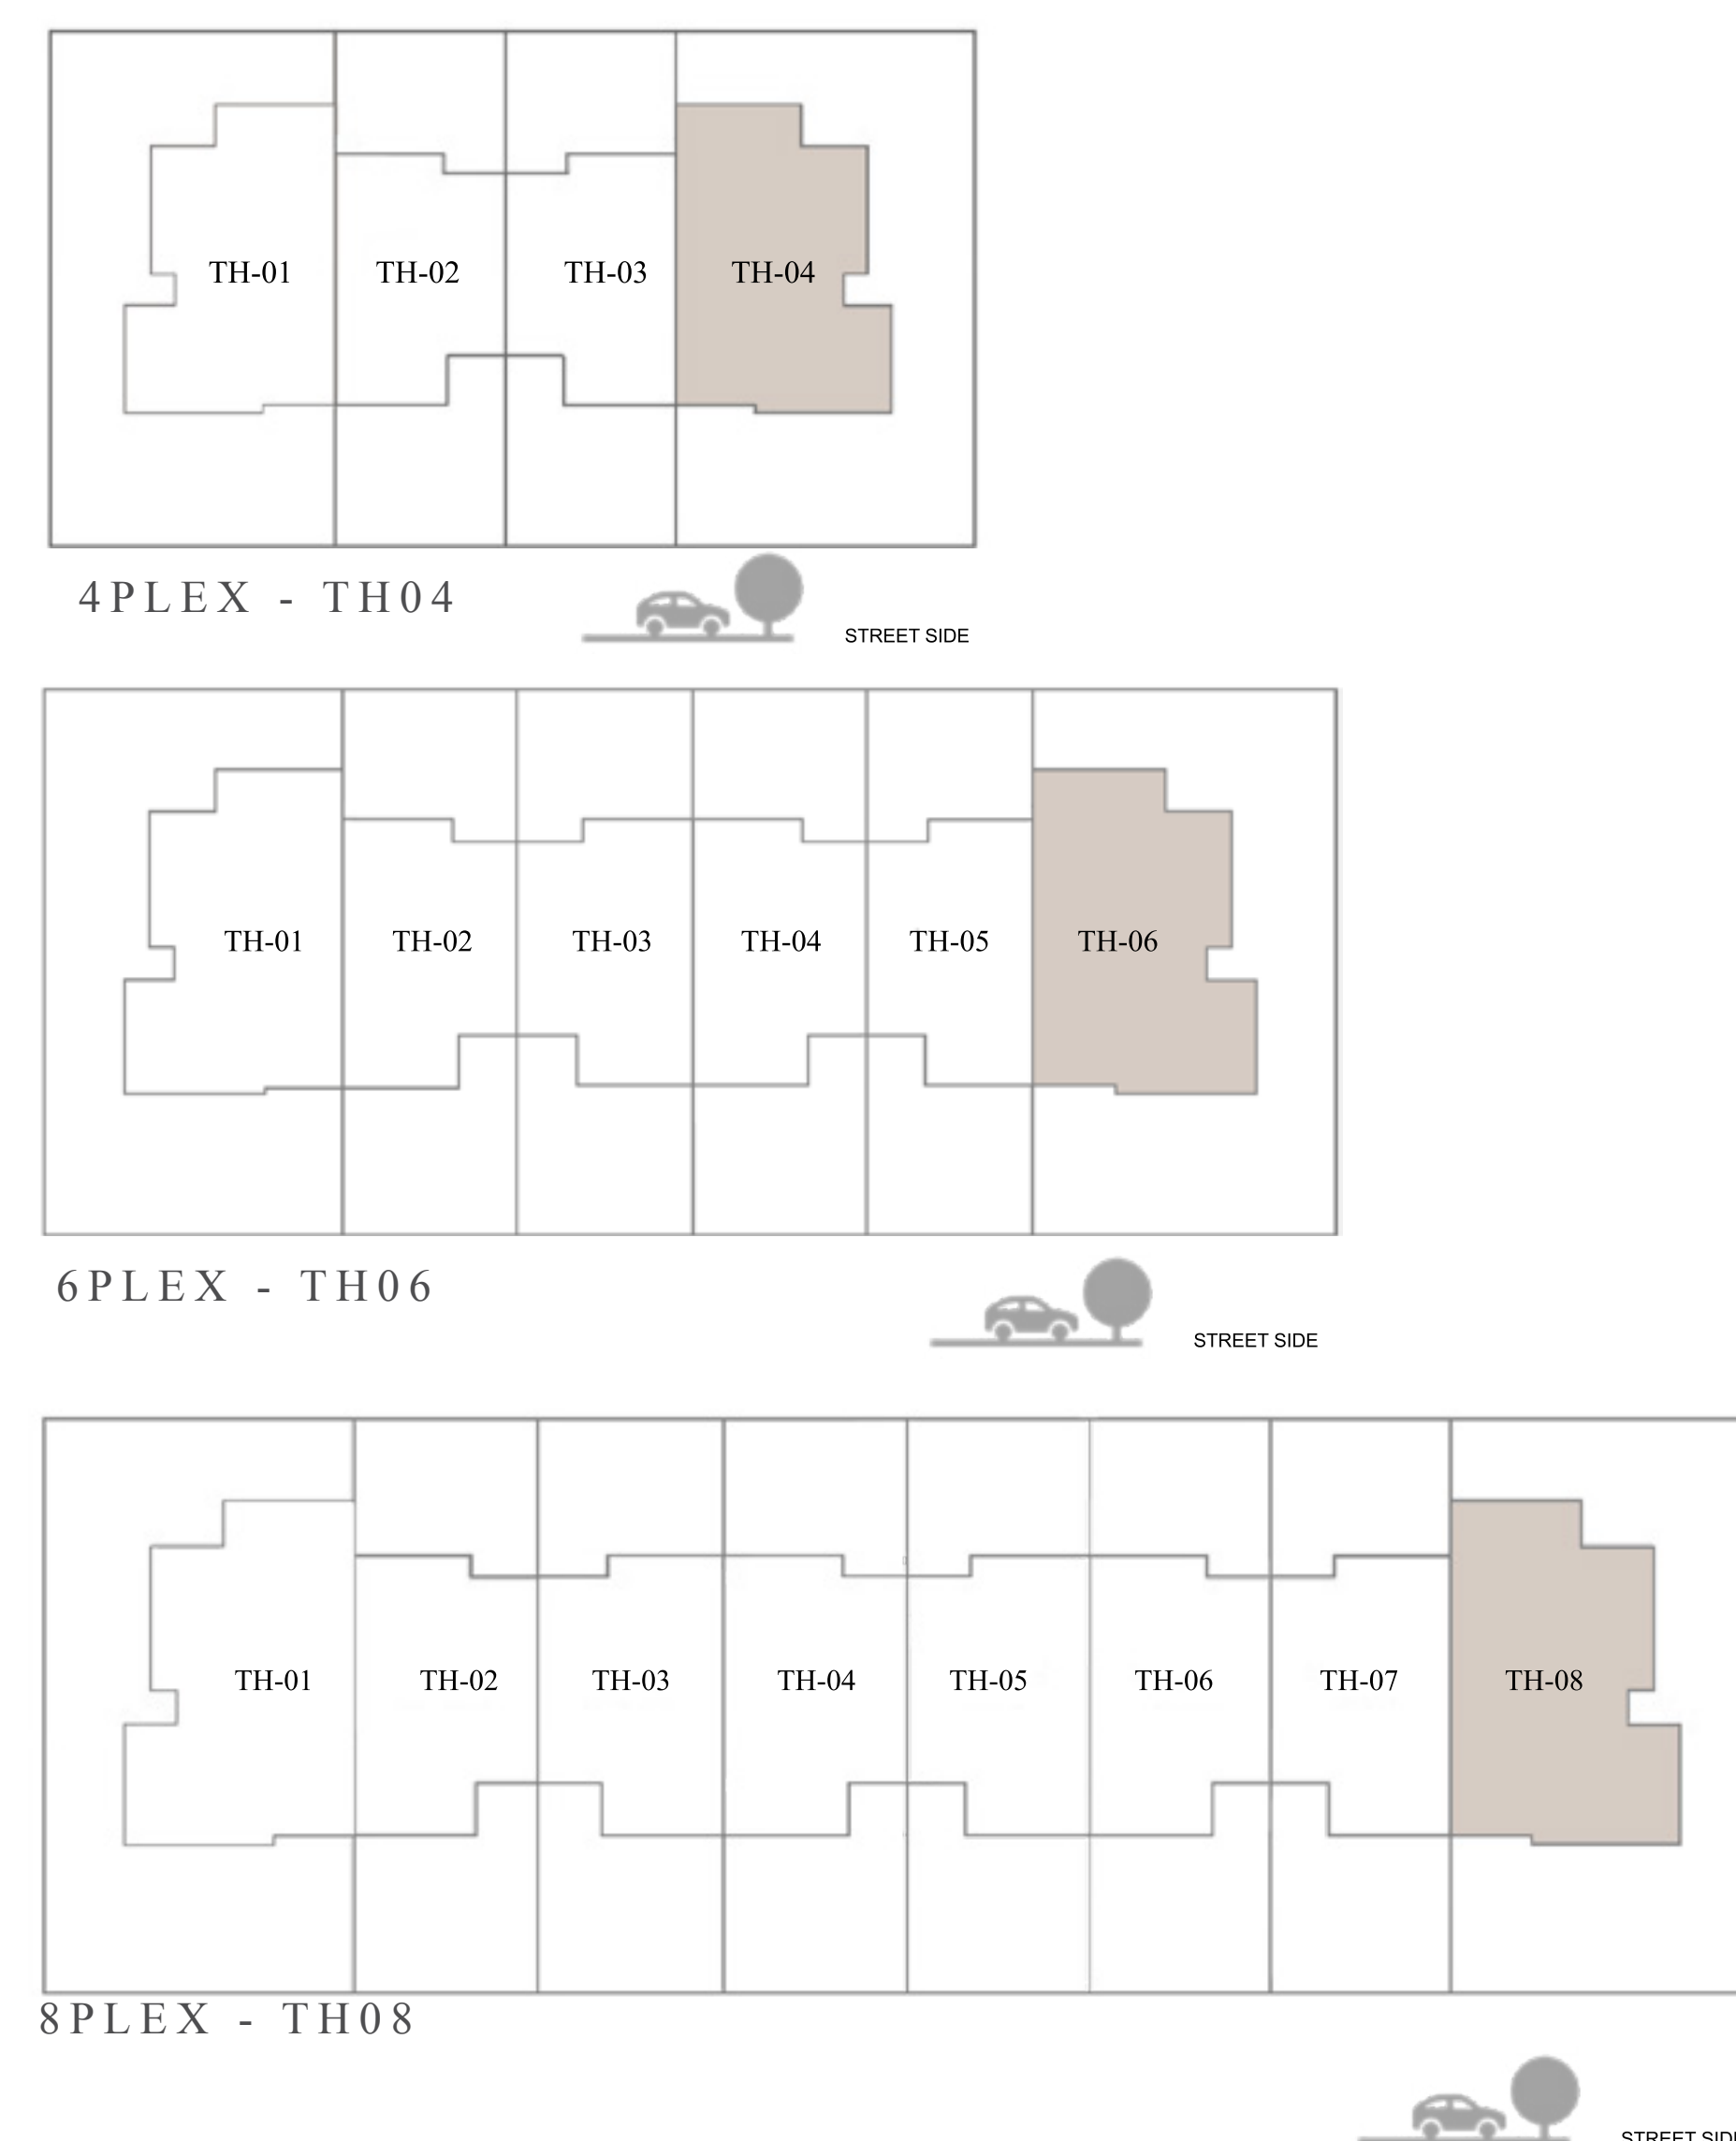 TH-01 TH-02 TH-03 TH-04
4PLEX - TH04
STREET SIDE
TH-01 TH-02 TH-03 TH-04 TH-05 TH-06
6PLEX - TH06
STREET SIDE
TH-01 TH-02 TH-03 TH-04 TH-05 TH-06 TH-07 TH-08
8PLEX - TH08
STREET